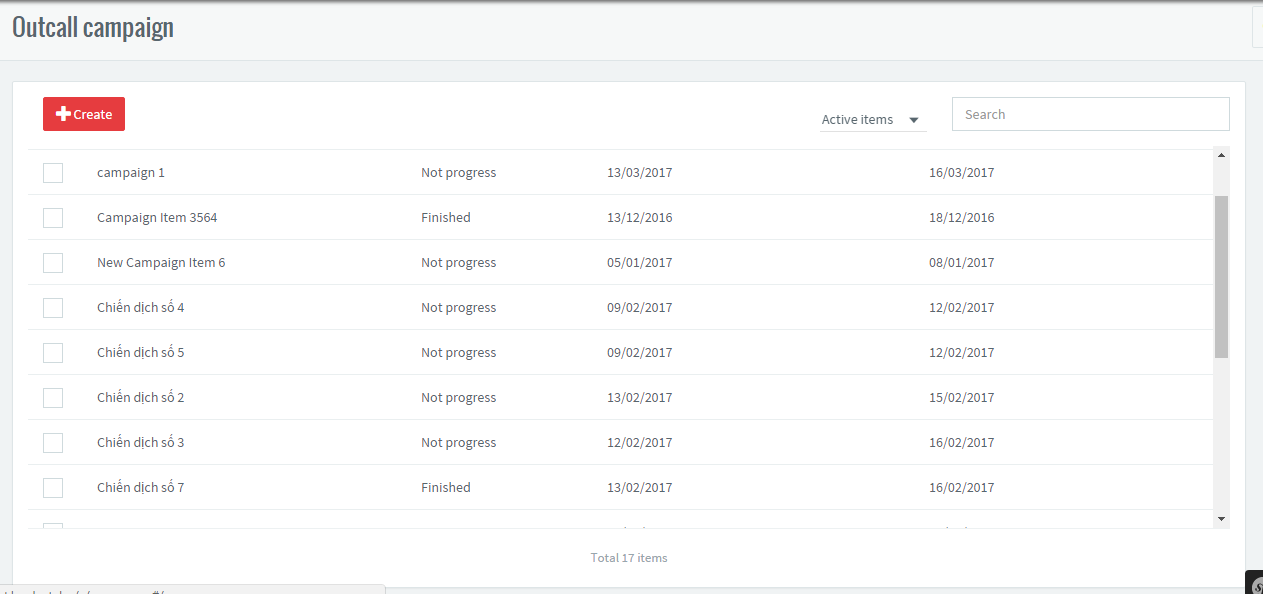 Outcall campaign
Create
Active items
Search
campaign 1 Not progress 13/03/2017 16/03/2017
Campaign Item 3564 Finished 13/12/2016 18/12/2016
New Campaign Item 6 Not progress 05/01/2017 08/01/2017
Chiến dịch số 4 Not progress 09/02/2017 12/02/2017
Chiến dịch số 5 Not progress 09/02/2017 12/02/2017
Chiến dịch số 2 Not progress 13/02/2017 15/02/2017
Chiến dịch số 3 Not progress 12/02/2017 16/02/2017
Chiến dịch số 7 Finished 13/02/2017 16/02/2017
Total 17 items